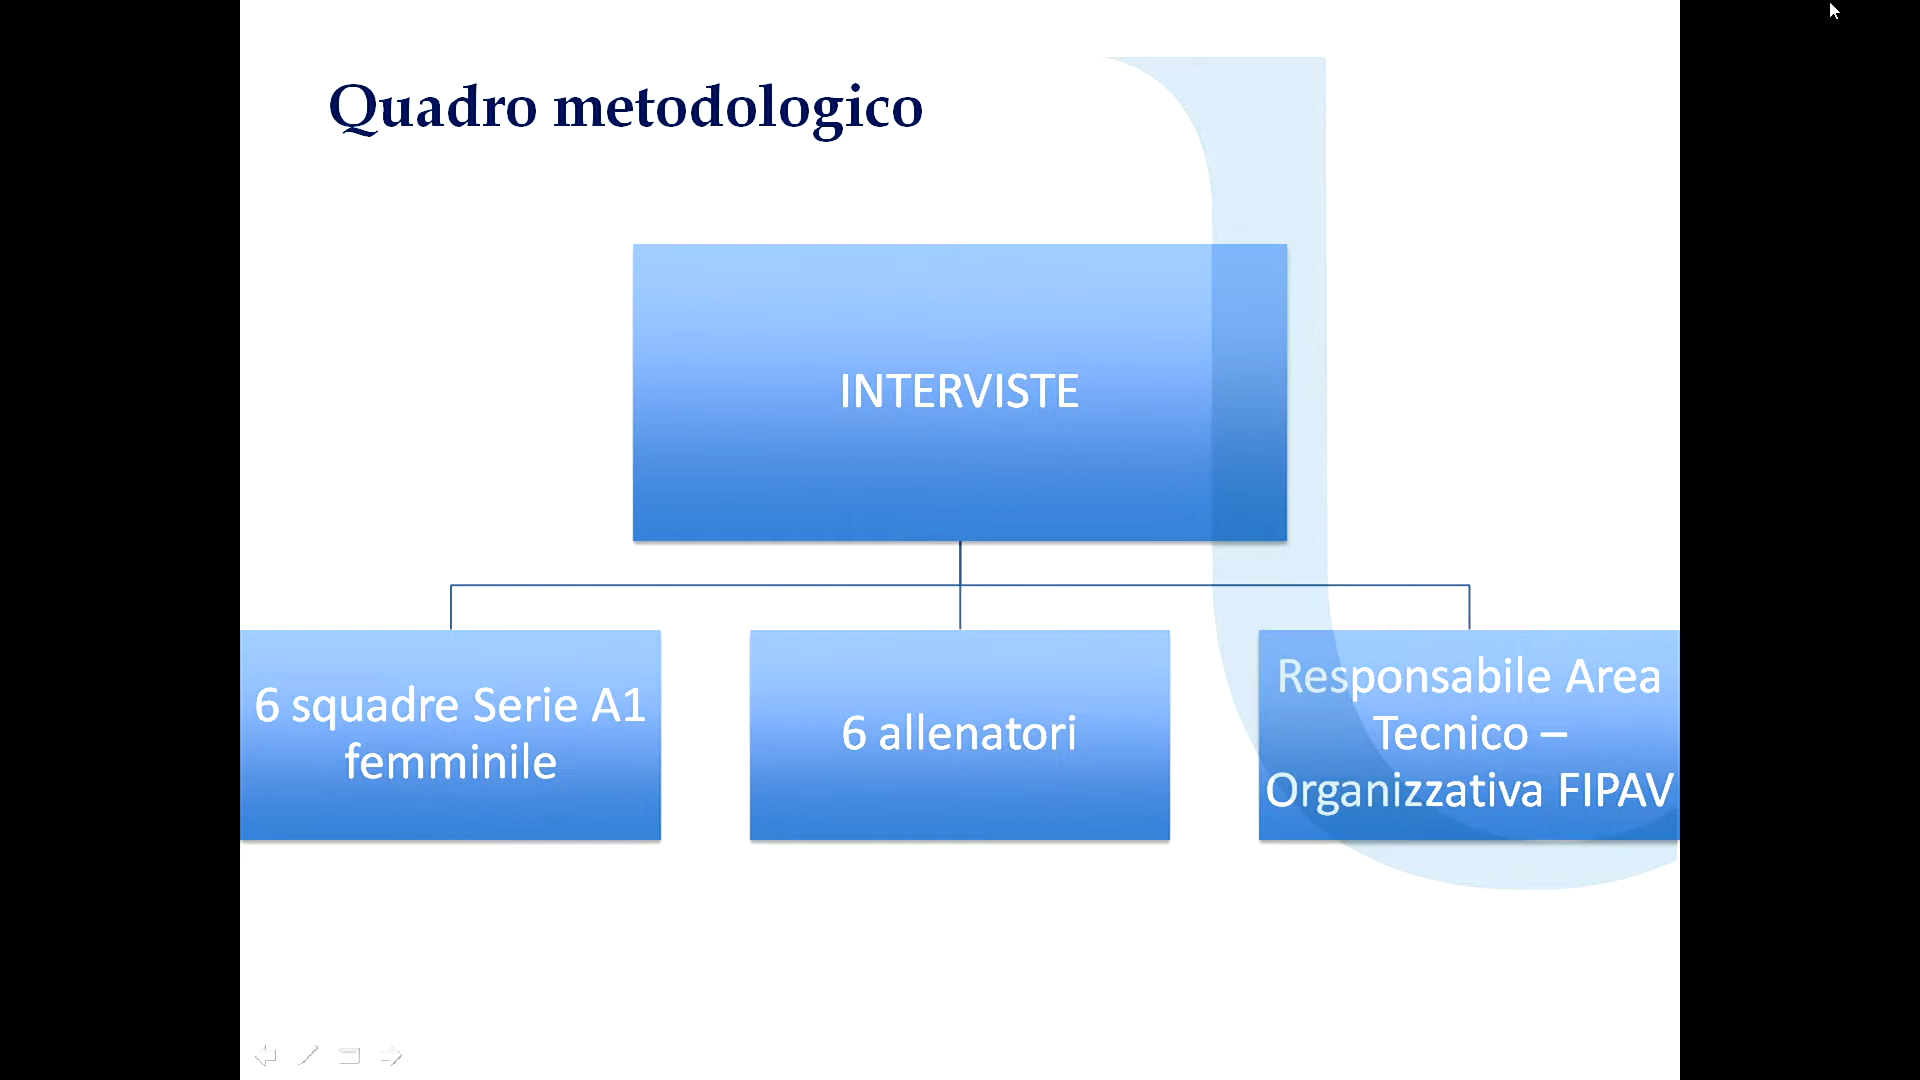 Quadro metodologico
INTERVISTE
6 squadre Serie A1
femminile
6 allenatori
Responsabile Area
Tecnico –
Organizzativa FIPAV